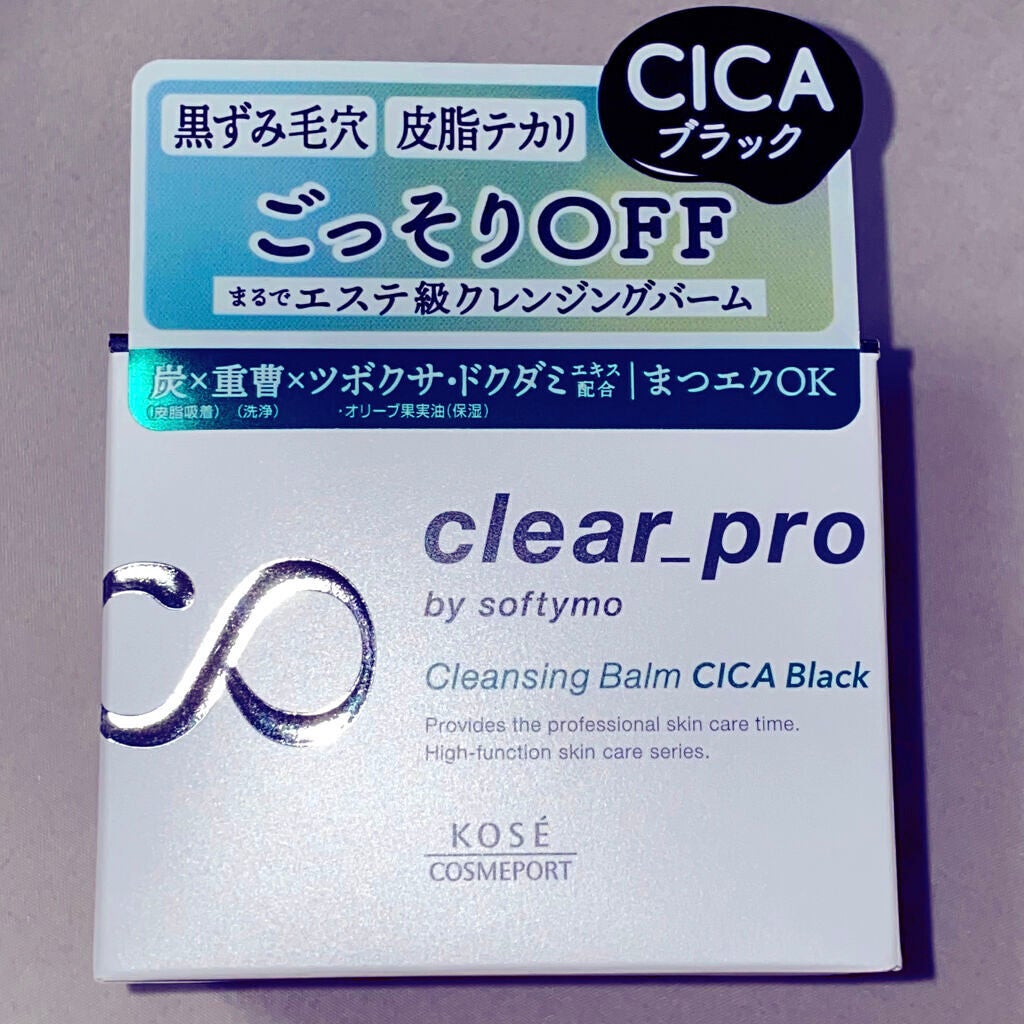 CICA
ブラック
黒ずみ毛穴 皮脂テカリ
ごっそりOFF
まるでエステ級クレンジングバーム
炭×重曹×ツボクサ・ドクダミエキス配合|まつエクOK
(皮脂吸着) (洗浄) ・オリーブ果実油(保湿)
clear_pro
by softymo
Cleansing Balm CICA Black
Provides the professional skin care time.
High-function skin care series.
KOSÉ
COSMEPORT